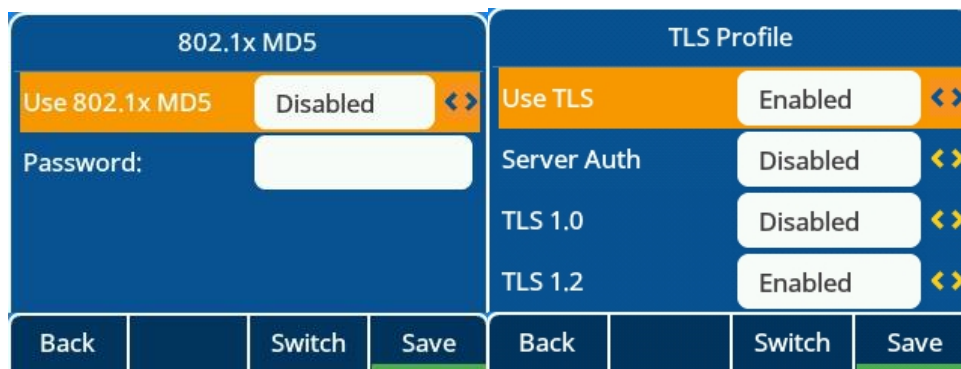 802.1x MD5
Use 802.1x MD5 Disabled
Password:
Back Switch Save
TLS Profile
Use TLS Enabled
Server Auth Disabled
TLS 1.0 Disabled
TLS 1.2 Enabled
Back Switch Save